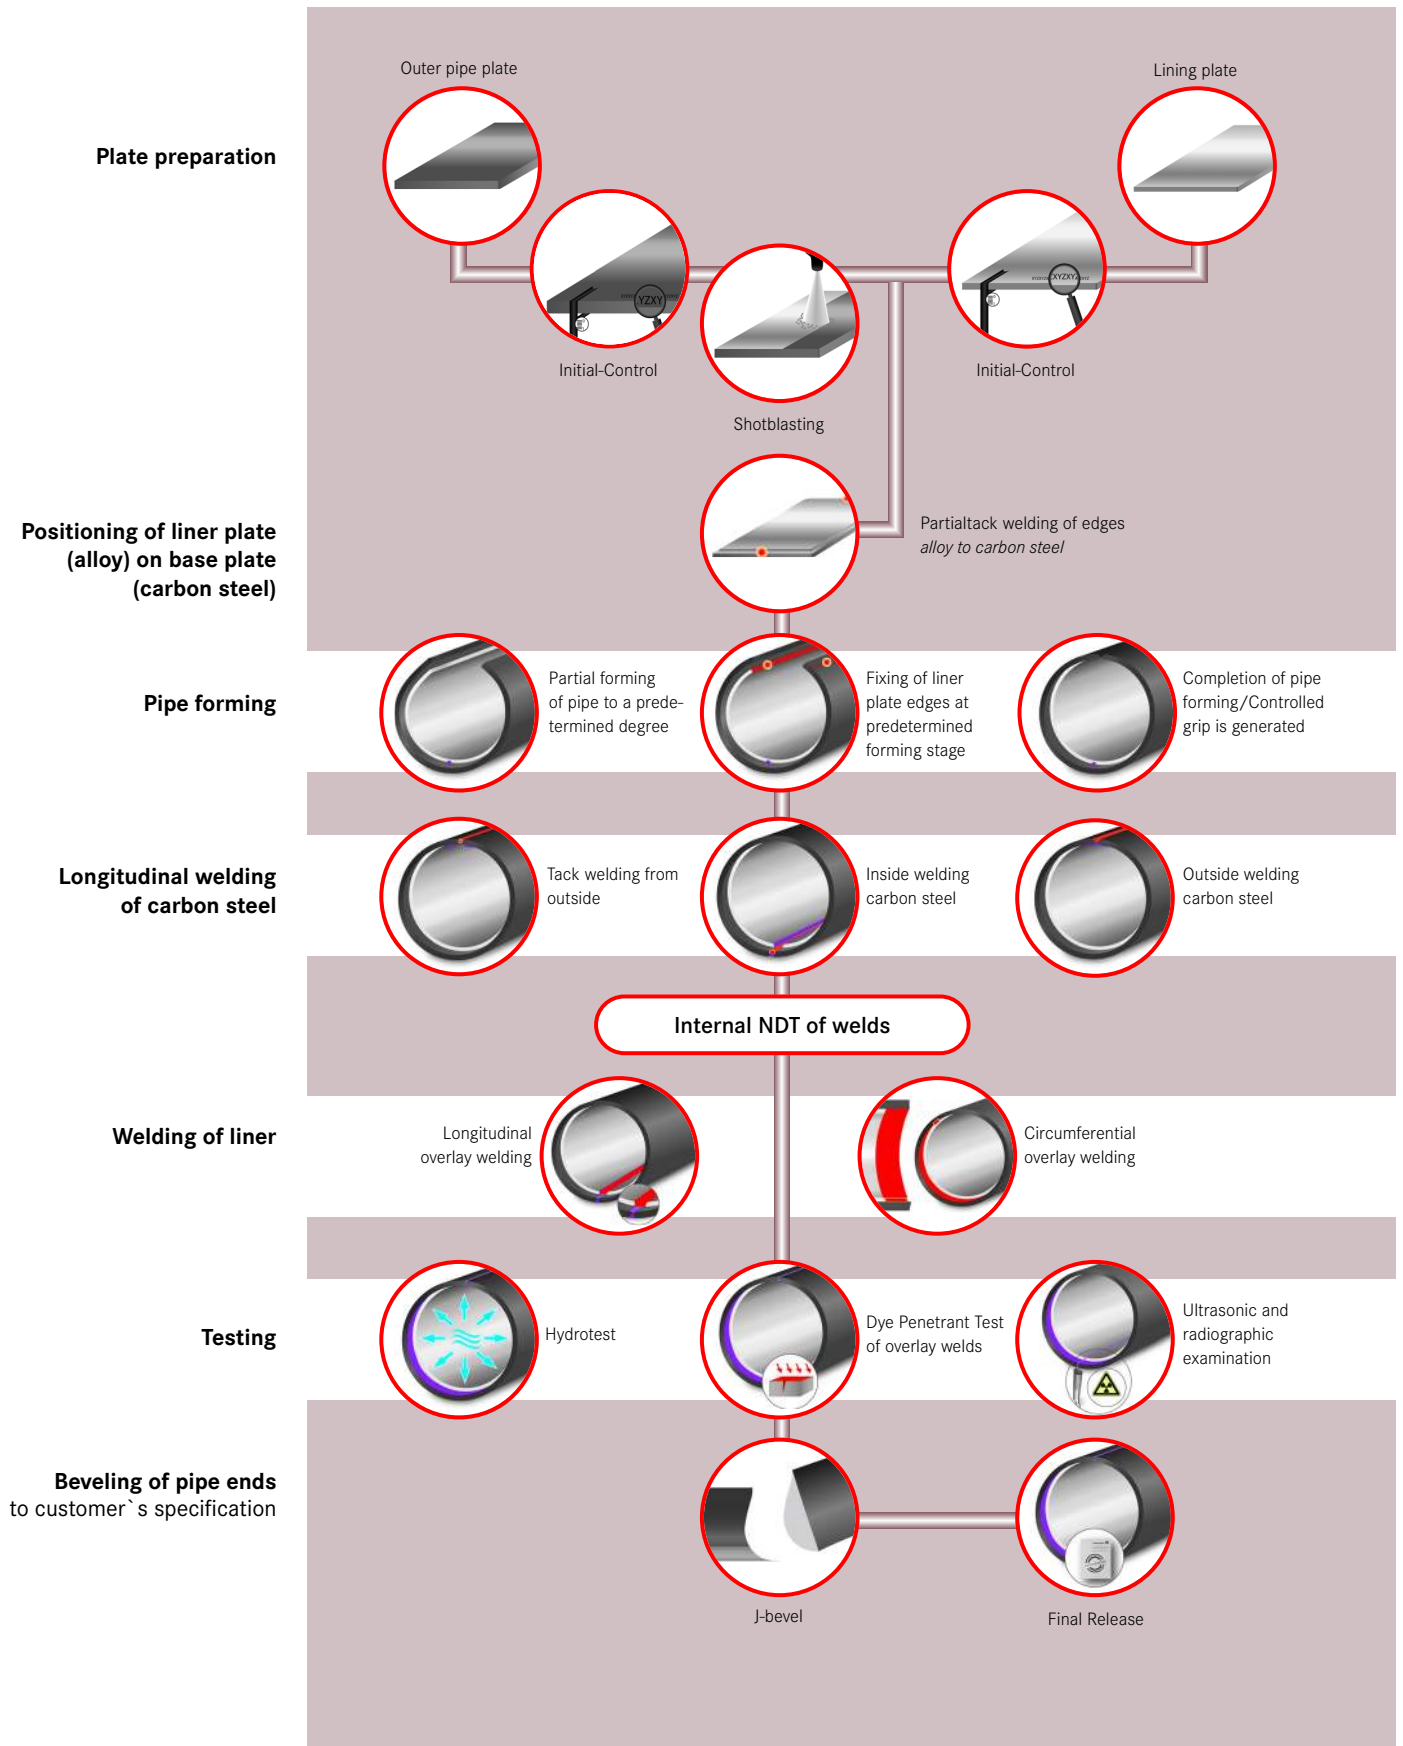 Outer pipe plate
Lining plate
Plate preparation
YZXY
XYZXYZ
Initial-Control
Initial-Control
Shotblasting
Positioning of liner plate
(alloy) on base plate
(carbon steel)
Partialtack welding of edges
alloy to carbon steel
Pipe forming
Partial forming
of pipe to a prede-
termined degree
Fixing of liner
plate edges at
predetermined
forming stage
Completion of pipe
forming/Controlled
grip is generated
Longitudinal welding
of carbon steel
Tack welding from
outside
Inside welding
carbon steel
Outside welding
carbon steel
Internal NDT of welds
Welding of liner
Longitudinal
overlay welding
Circumferential
overlay welding
Testing
Hydrotest
Dye Penetrant Test
of overlay welds
Ultrasonic and
radiographic
examination
Beveling of pipe ends
to customer`s specification
J-bevel
Final Release